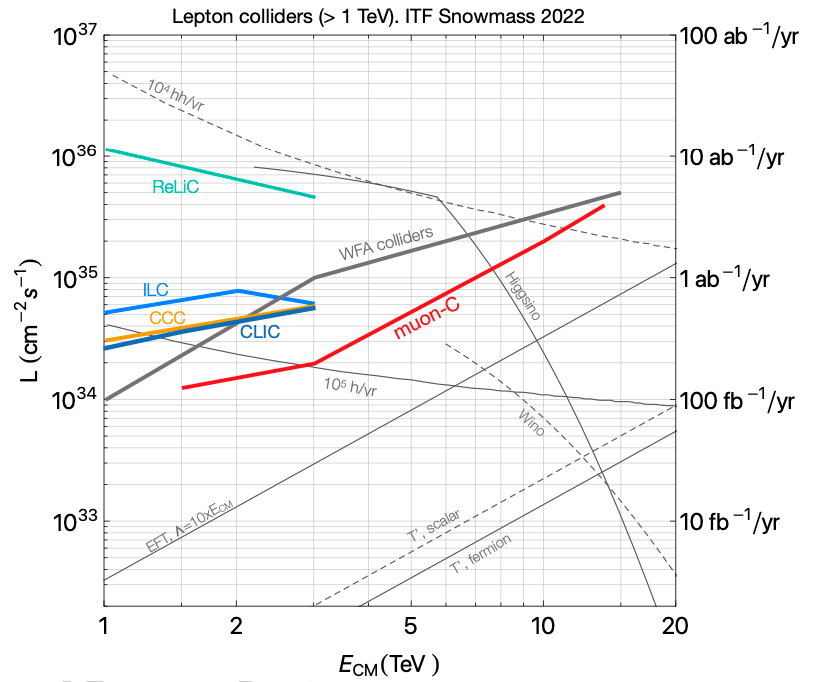 Lepton colliders (> 1 TeV). ITF Snowmass 2022
10^37
100 ab^−1/yr
10^4 hh/yr
10^36
10 ab^−1/yr
ReLiC
WFA colliders
10^35
1 ab^−1/yr
ILC
Higgsino
CCC
muon-C
CLIC
L (cm^−2 s^−1)
10^5 h/yr
10^34
100 fb^−1/yr
Wino
EFT, Λ=10xE_CM
T', scalar
10^33
10 fb^−1/yr
T', fermion
1
2
5
10
20
E_CM(TeV)